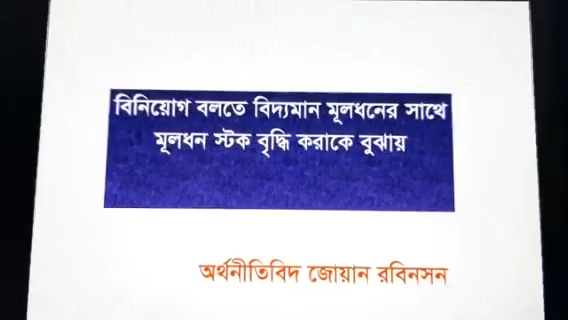 বিনিয়োগ বলতে বিদ্যমান মূলধনের সাথে
মূলধন স্টক বৃদ্ধি করাকে বুঝায়
অর্থনীতিবিদ জোয়ান রবিনসন